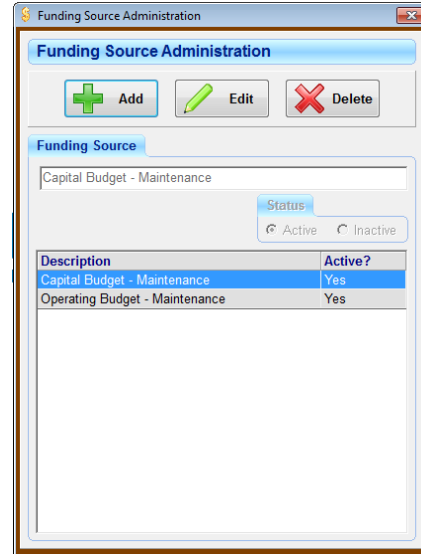 Funding Source Administration
Funding Source Administration
Add Edit Delete
Funding Source
Capital Budget - Maintenance
Status
Active Inactive
Description Active?
Capital Budget - Maintenance Yes
Operating Budget - Maintenance Yes